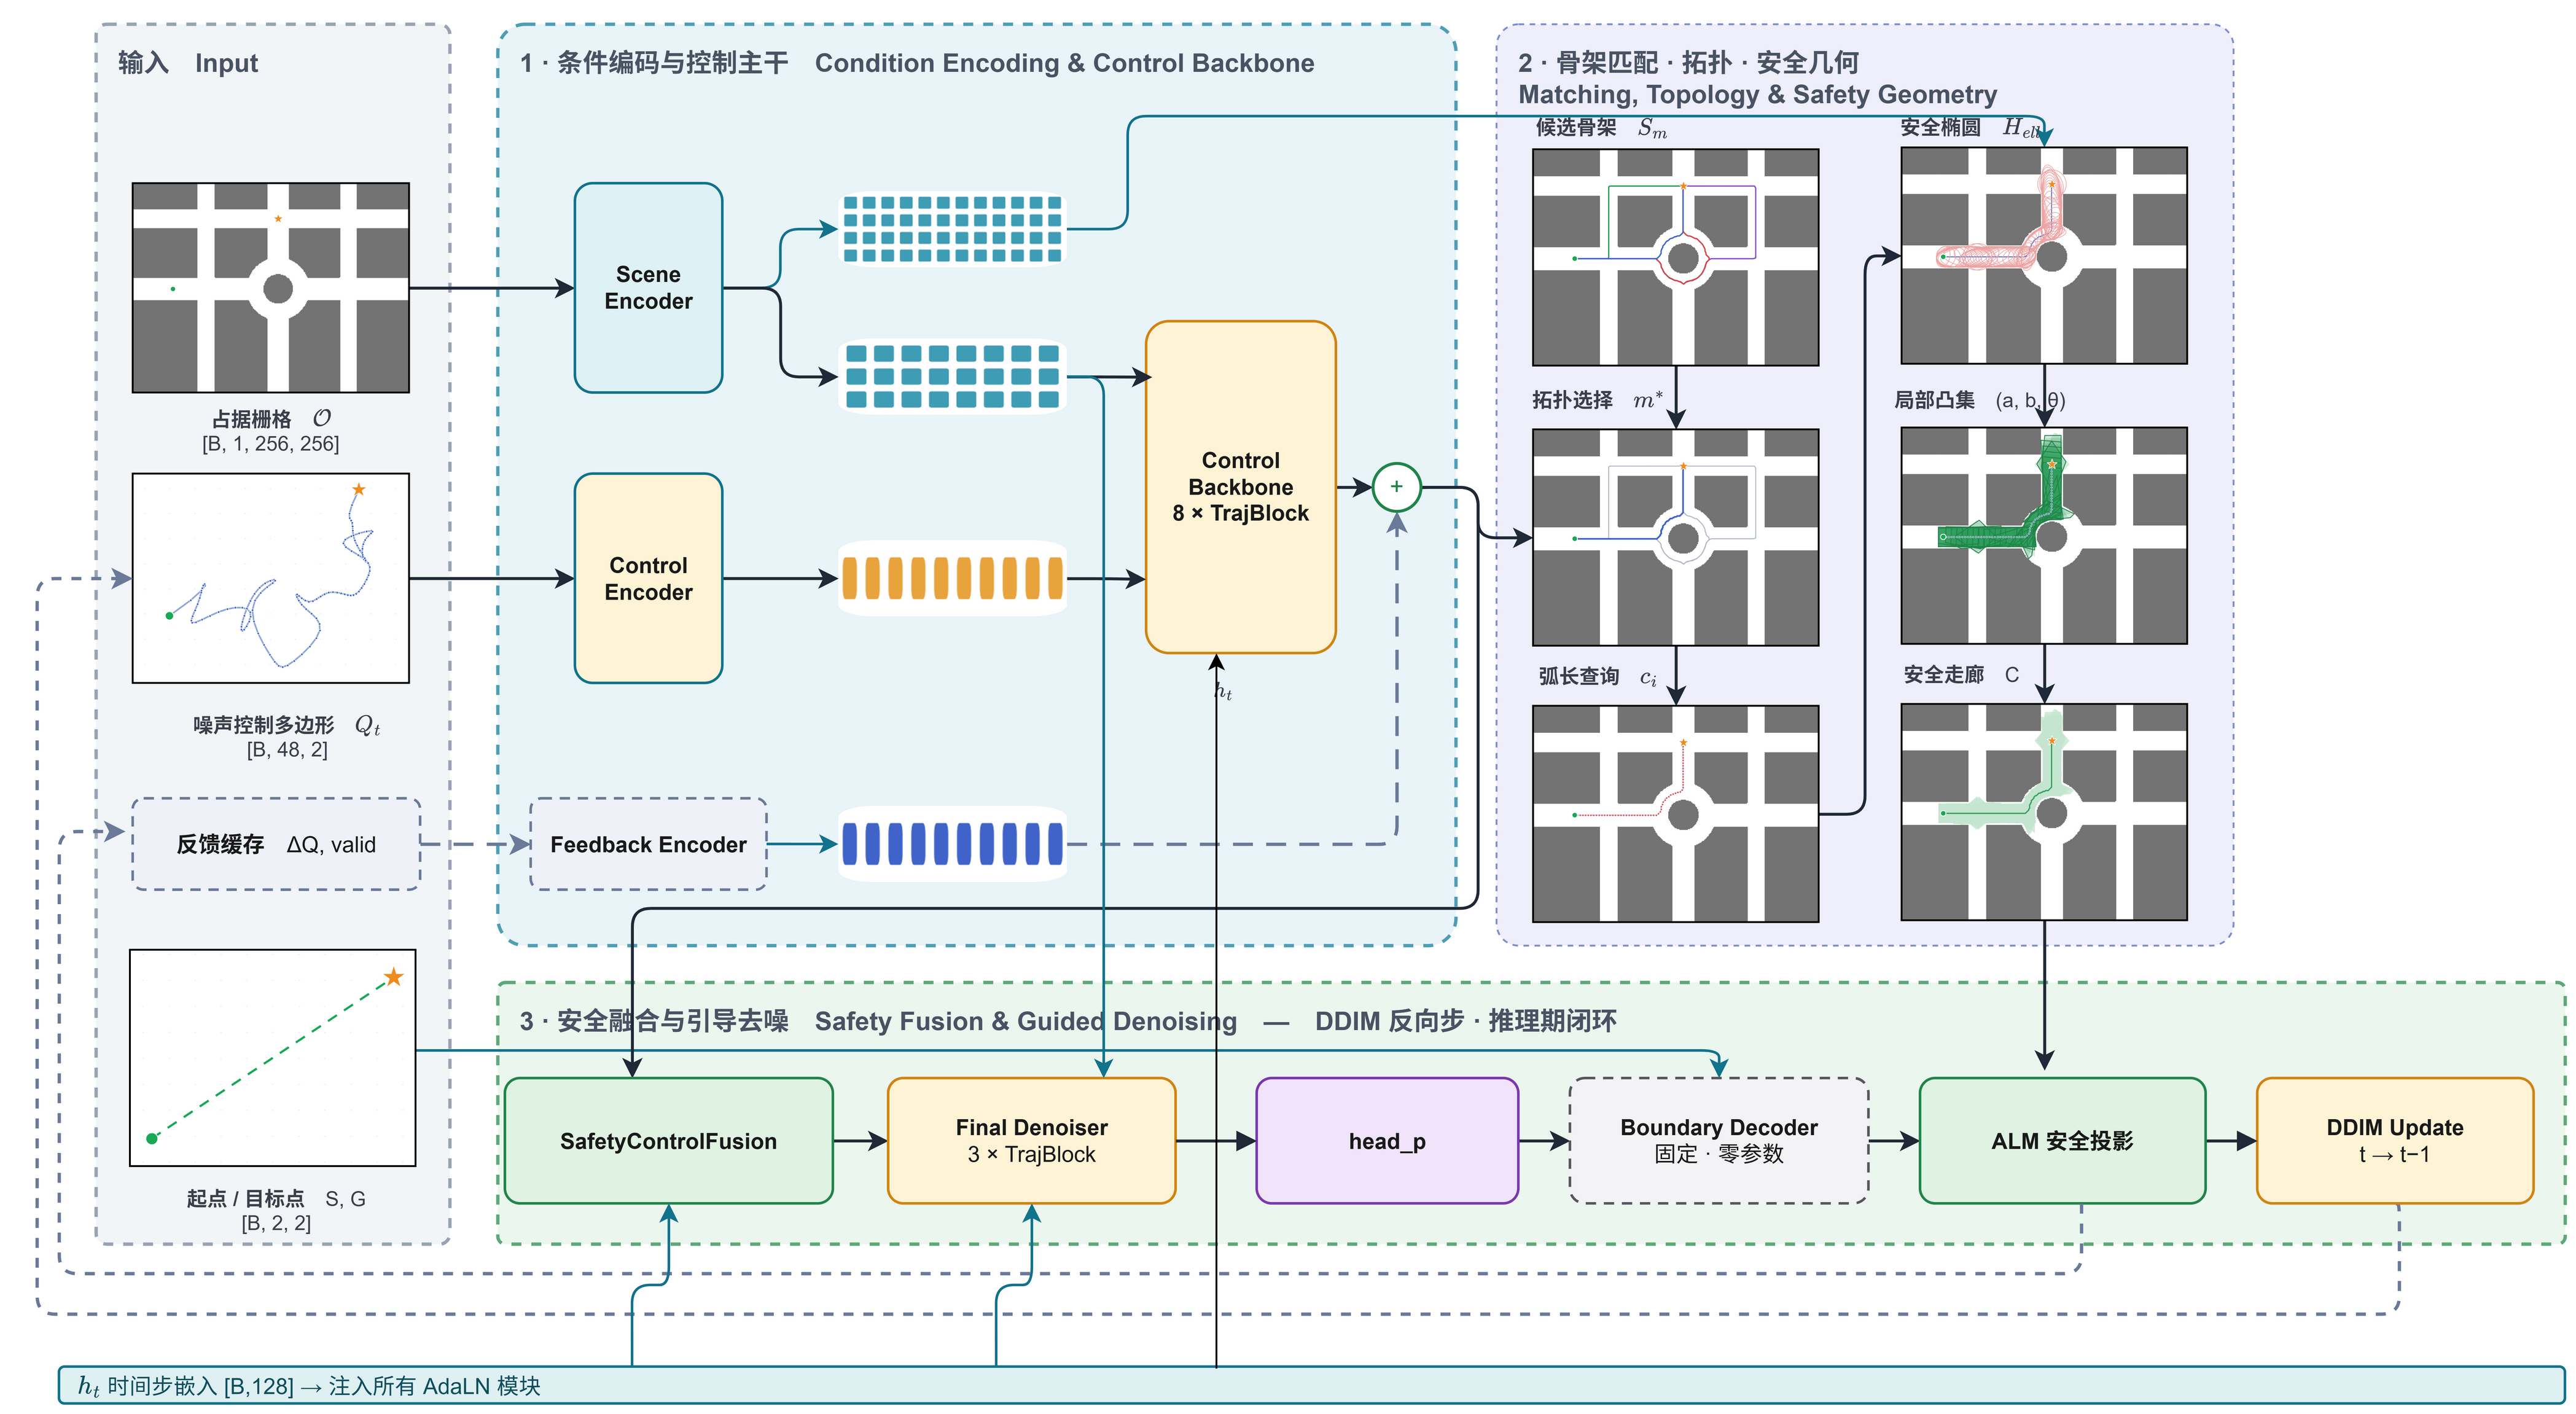 输入 Input
占据栅格 𝒪
[B, 1, 256, 256]
噪声控制多边形 Qₜ
[B, 48, 2]
反馈缓存 ΔQ, valid
起点 / 目标点 S, G
[B, 2, 2]
1 · 条件编码与控制主干 Condition Encoding & Control Backbone
Scene
Encoder
Control
Encoder
Feedback Encoder
Control
Backbone
8 × TrajBlock
+
hₜ
2 · 骨架匹配 · 拓扑 · 安全几何
Matching, Topology & Safety Geometry
候选骨架 Sₘ
拓扑选择 m*
弧长查询 cᵢ
安全椭圆 H_ell
局部凸集 (a, b, θ)
安全走廊 C
3 · 安全融合与引导去噪 Safety Fusion & Guided Denoising — DDIM 反向步 · 推理期闭环
SafetyControlFusion
Final Denoiser
3 × TrajBlock
head_p
Boundary Decoder
固定 · 零参数
ALM 安全投影
DDIM Update
t → t−1
hₜ 时间步嵌入 [B,128] → 注入所有 AdaLN 模块